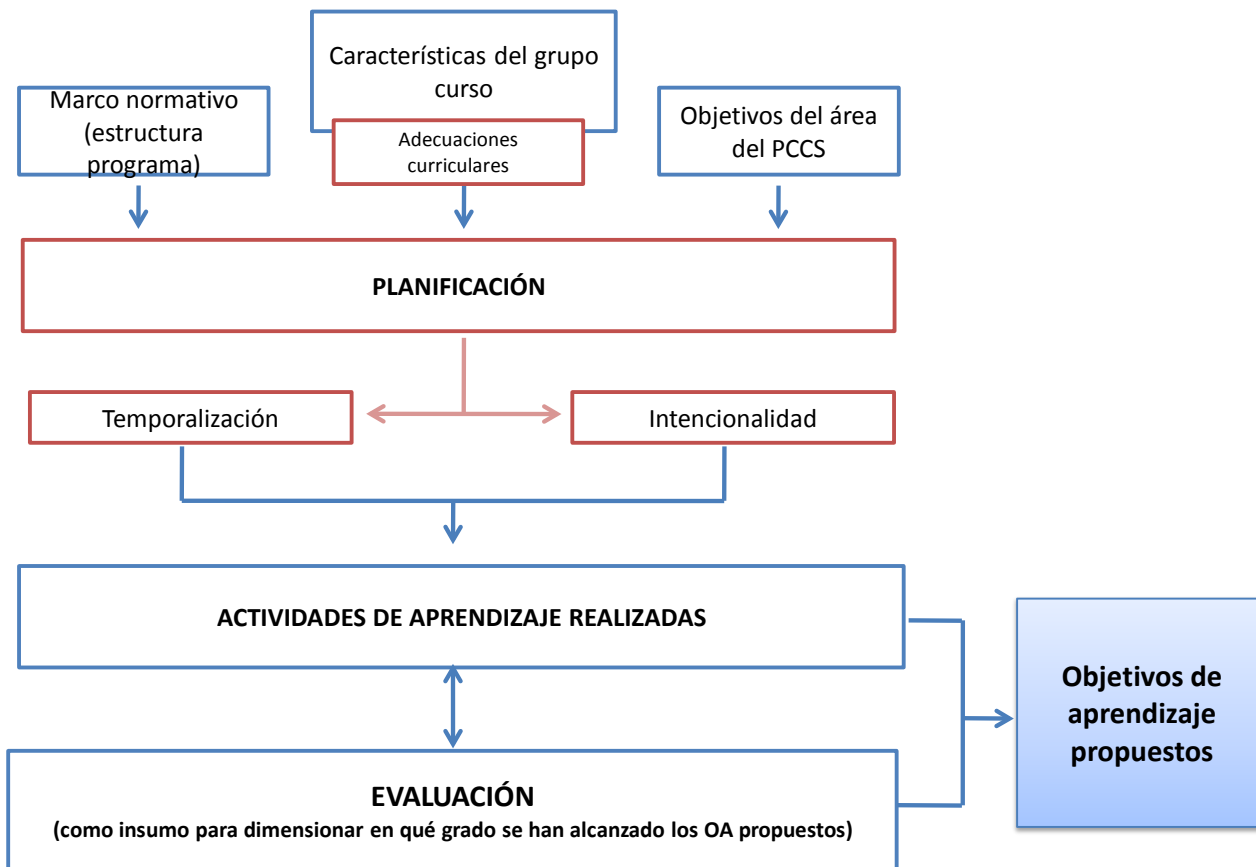 Características del grupo
curso
Marco normativo
(estructura
programa)
Adecuaciones
curriculares
Objetivos del área
del PCCS
PLANIFICACIÓN
Temporalización
Intencionalidad
ACTIVIDADES DE APRENDIZAJE REALIZADAS
Objetivos de
aprendizaje
propuestos
EVALUACIÓN
(como insumo para dimensionar en qué grado se han alcanzado los OA propuestos)